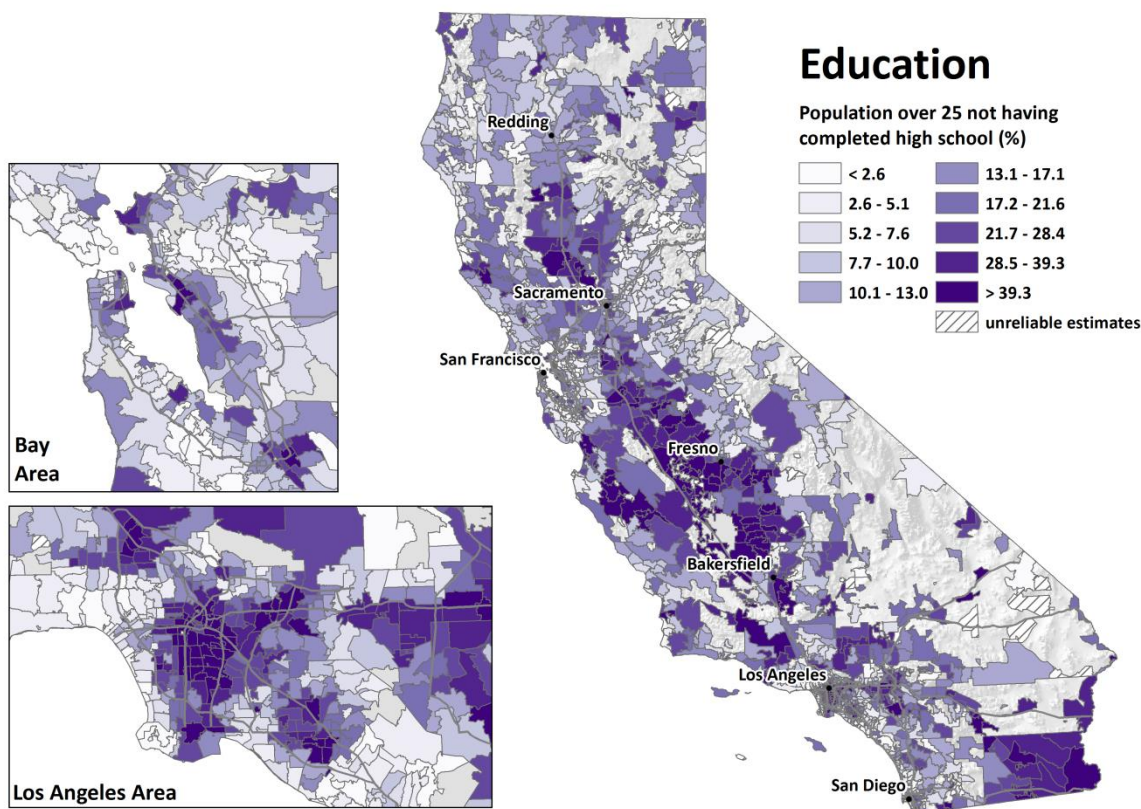 Education
Population over 25 not having
completed high school (%)
< 2.6
2.6 - 5.1
5.2 - 7.6
7.7 - 10.0
10.1 - 13.0
13.1 - 17.1
17.2 - 21.6
21.7 - 28.4
28.5 - 39.3
> 39.3
unreliable estimates
Redding
Sacramento
San Francisco
Fresno
Bakersfield
Los Angeles
San Diego
Bay
Area
Los Angeles Area